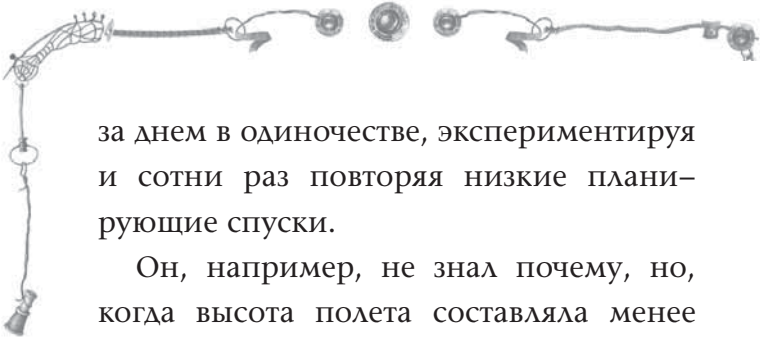 за днем в одиночестве, экспериментируя
и сотни раз повторяя низкие плани–
рующие спуски.
Он, например, не знал почему, но,
когда высота полета составляла менее